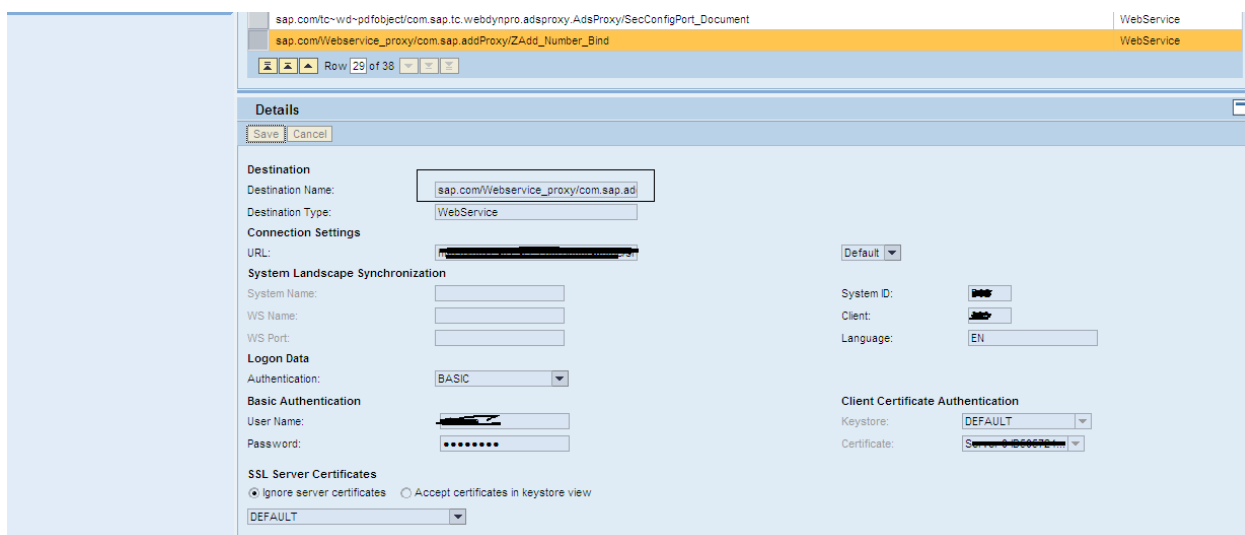 sap.com/tc~wd~pdfobject/com.sap.tc.webdynpro.adsproxy.AdsProxy/SecConfigPort_Document WebService
sap.com/Webservice_proxy/com.sap.addProxy/ZAdd_Number_Bind WebService
Row 29 of 38
Details
Save Cancel
Destination
Destination Name: sap.com/Webservice_proxy/com.sap.ad
Destination Type: WebService
Connection Settings
URL: Default
System Landscape Synchronization
System Name: System ID:
WS Name: Client:
WS Port: Language: EN
Logon Data
Authentication: BASIC
Basic Authentication Client Certificate Authentication
User Name: Keystore: DEFAULT
Password: •••••••• Certificate:
SSL Server Certificates
Ignore server certificates Accept certificates in keystore view
DEFAULT